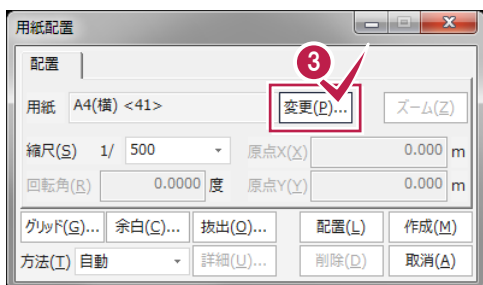 用紙配置
配置
3
用紙 A4(横) <41> 変更(P)... ズーム(Z)
縮尺(S) 1/ 500 原点X(X) 0.000 m
回転角(R) 0.0000 度 原点Y(Y) 0.000 m
グリッド(G)... 余白(C)... 抜出(O)... 配置(L) 作成(M)
方法(T) 自動 詳細(U)... 削除(D) 取消(A)